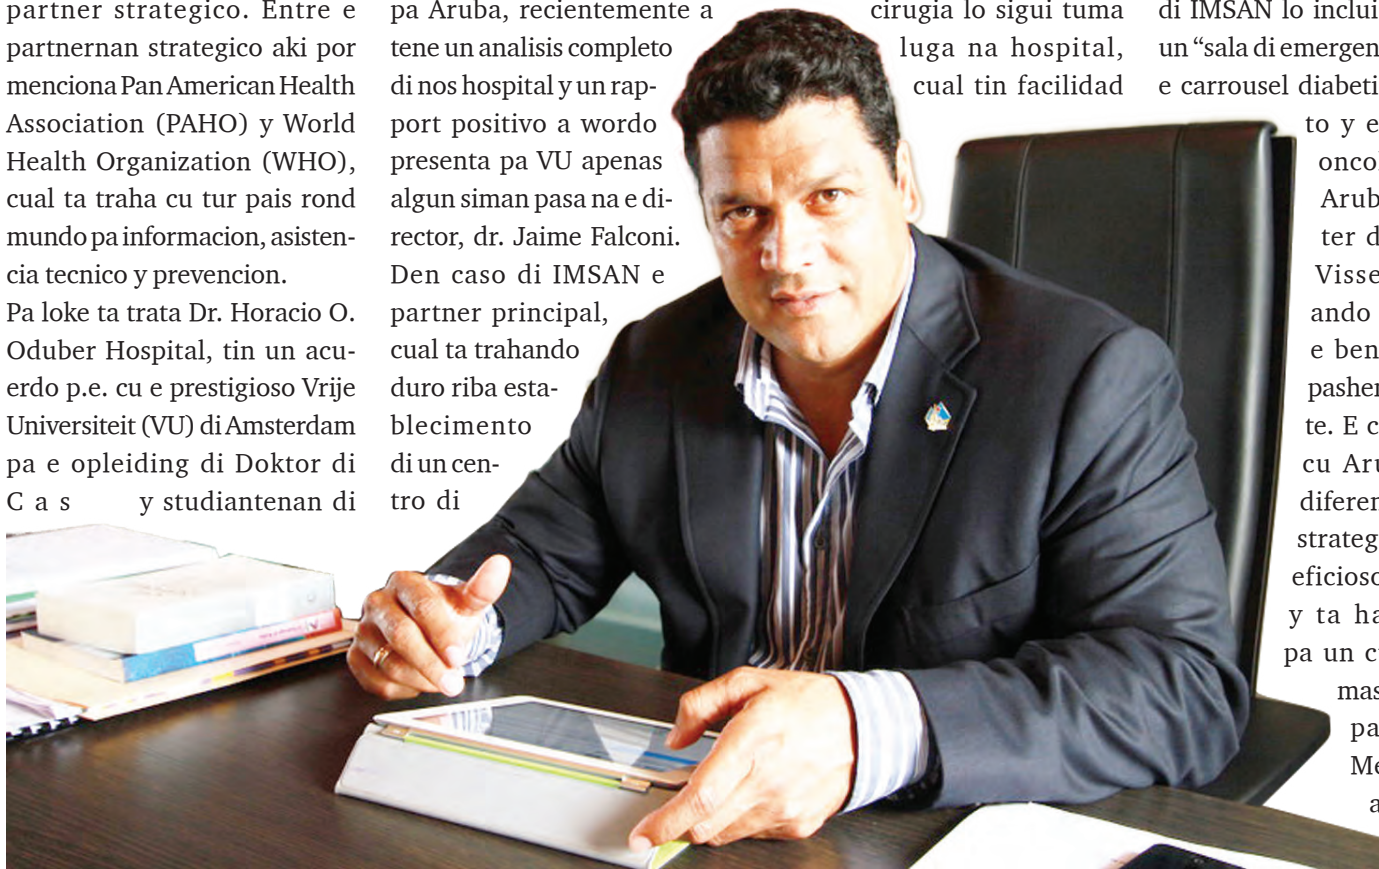 partner strategico. Entre e
partnernan strategico aki por
menciona Pan American Health
Association (PAHO) y World
Health Organization (WHO),
cual ta traha cu tur pais rond
mundo pa informacion, asisten-
cia tecnico y prevencion.
Pa loke ta trata Dr. Horacio O.
Oduber Hospital, tin un acu-
erdo p.e. cu e prestigioso Vrije
Universiteit (VU) di Amsterdam
pa e opleiding di Doktor di
Cas y studiantenan di
pa Aruba, recientemente a
tene un analisis completo
di nos hospital y un rap-
port positivo a wordo
presenta pa VU apenas
algun siman pasa na e di-
rector, dr. Jaime Falconi.
Den caso di IMSAN e
partner principal,
cual ta trahando
duro riba esta-
blecimento
di un cen-
tro di
cirugia lo sigui tuma
luga na hospital,
cual tin facilidad
di IMSAN lo inclui
un “sala di emergen
e carrousel diabeti
to y e
onco
Arub
ter d
Visse
ando
e ben
pasher
te. E c
cu Aru
diferen
strateg
eficioso
y ta ha
pa un c
mas
pa
Me
a